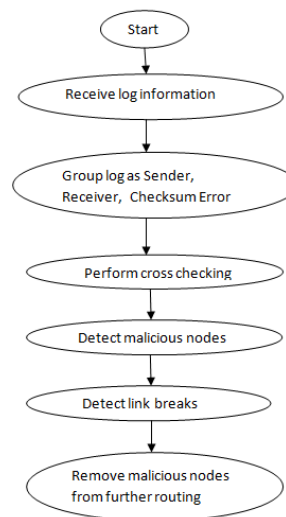 Start
Receive log information
Group log as Sender,
Receiver, Checksum Error
Perform cross checking
Detect malicious nodes
Detect link breaks
Remove malicious nodes
from further routing